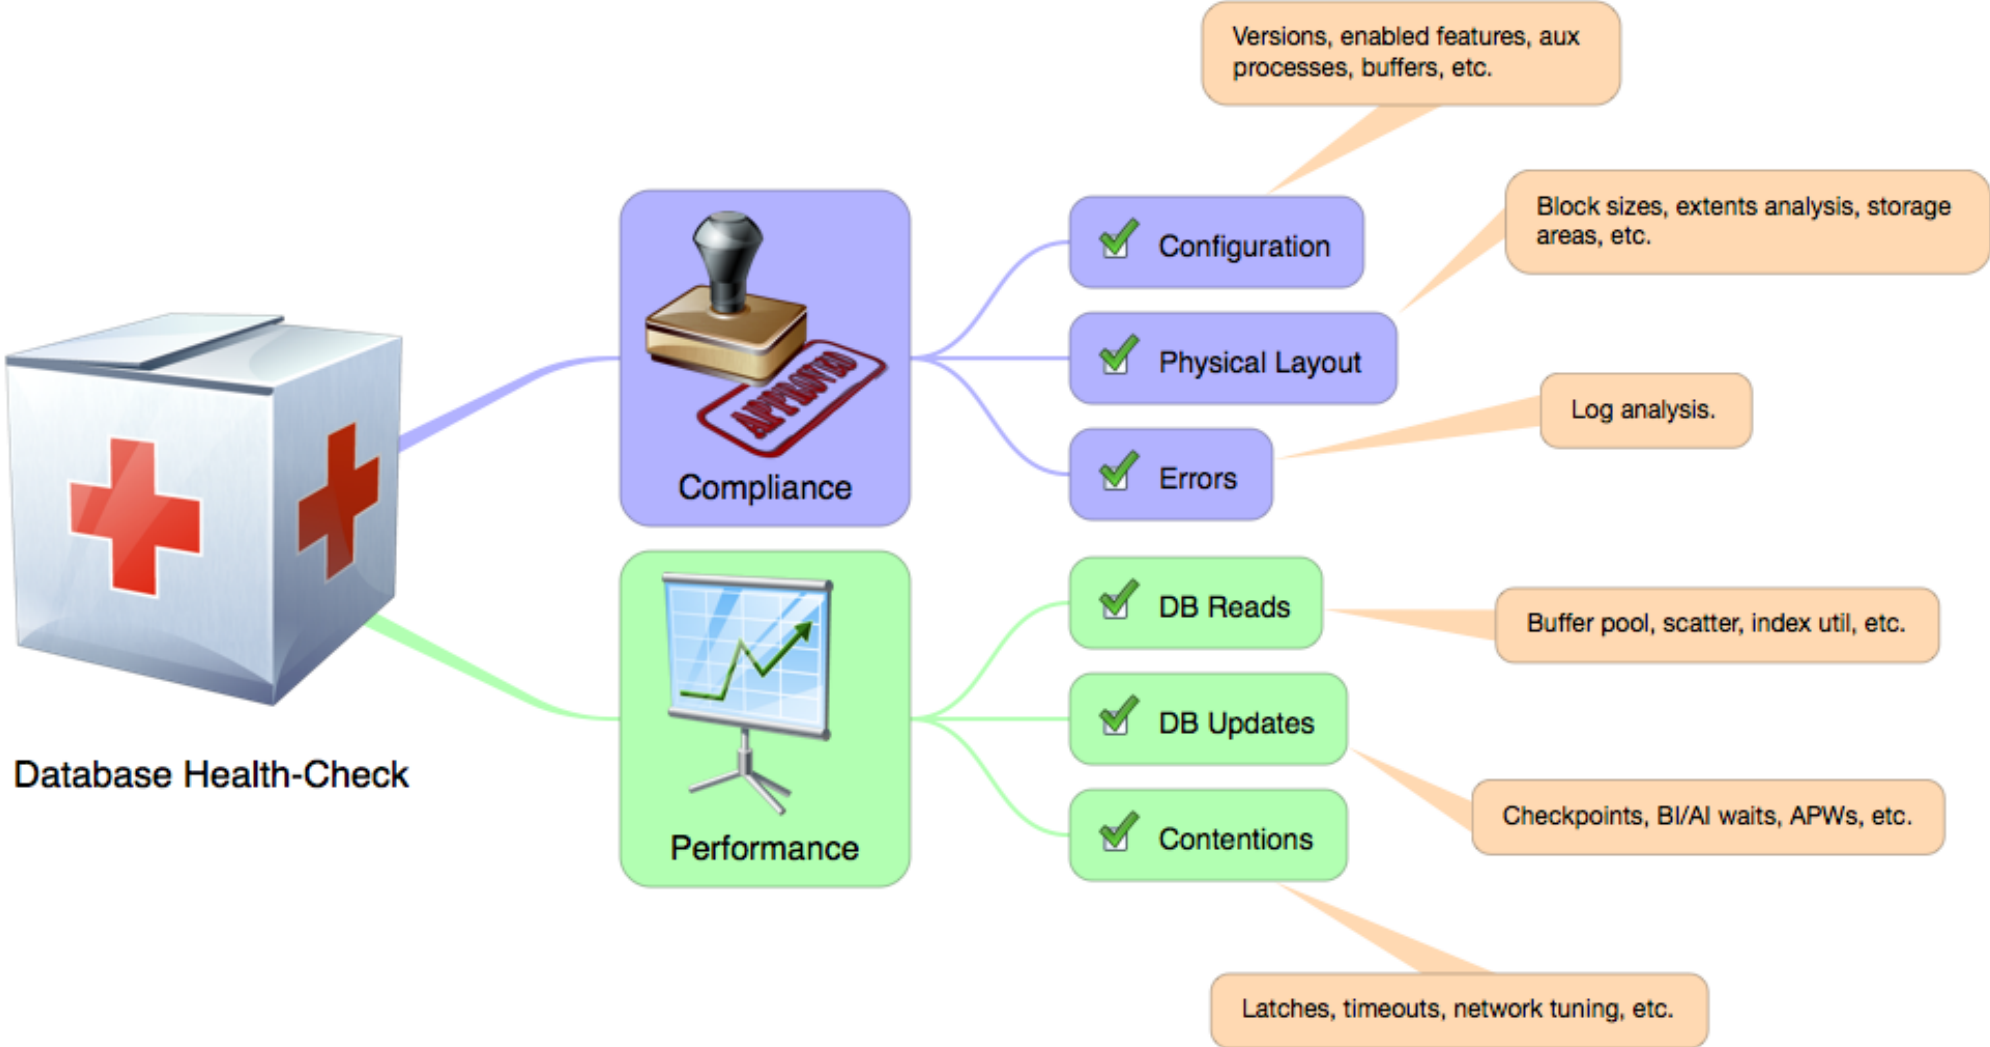 Versions, enabled features, aux
processes, buffers, etc.
Block sizes, extents analysis, storage
areas, etc.
Configuration
Physical Layout
Log analysis.
APPROVED
Errors
Compliance
DB Reads
Buffer pool, scatter, index util, etc.
DB Updates
Database Health-Check
Checkpoints, BI/AI waits, APWs, etc.
Performance
Contentions
Latches, timeouts, network tuning, etc.